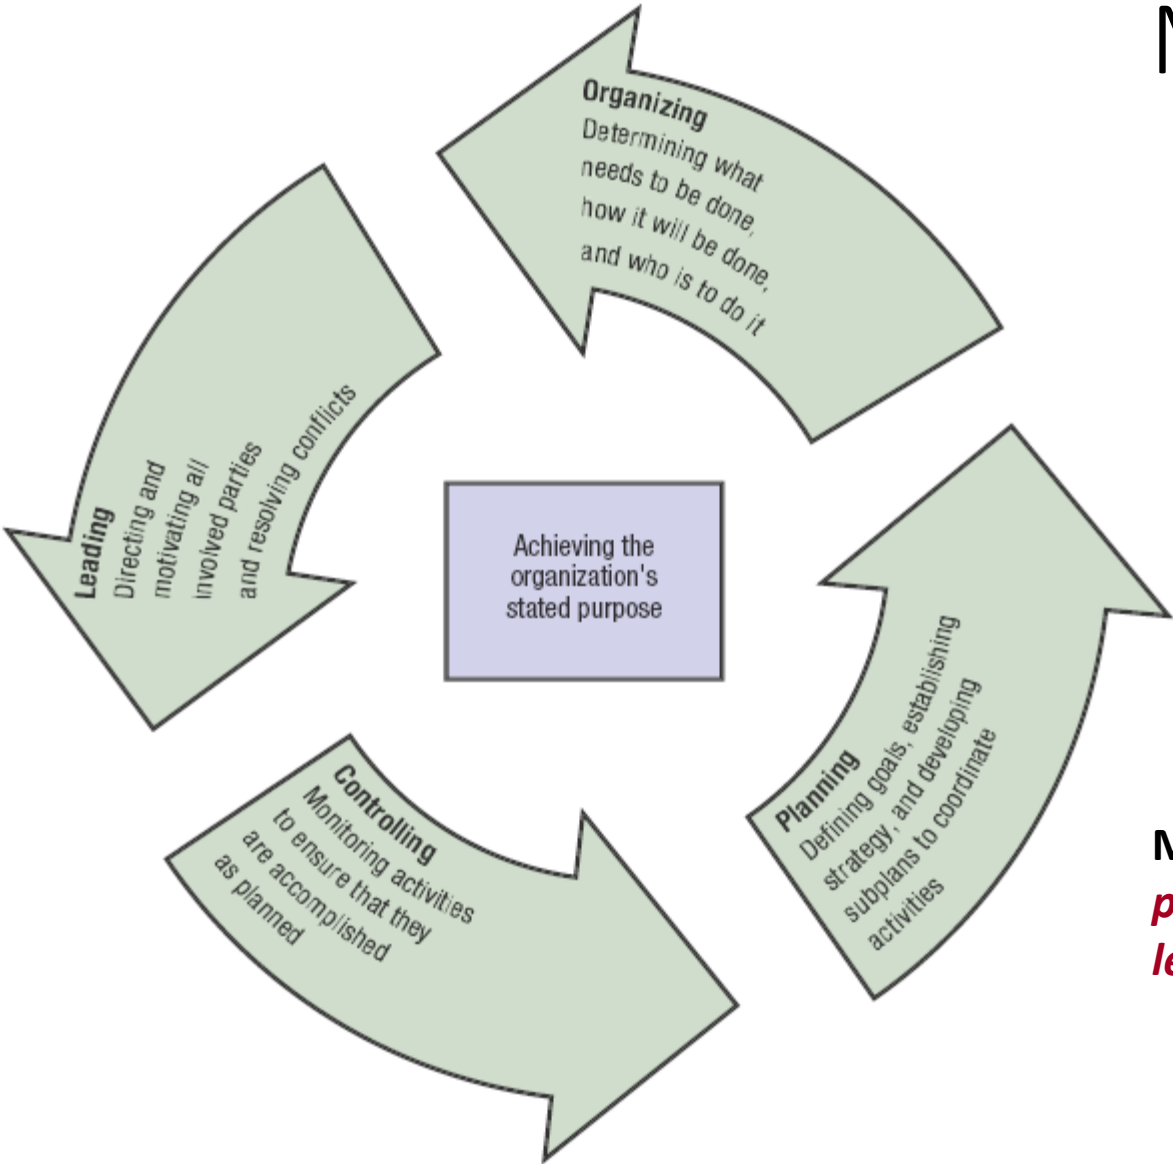 N
Organizing
Determining what
needs to be done,
how it will be done,
and who is to do it
Leading
Directing and
motivating all
involved parties
and resolving conflicts
Achieving the
organization's
stated purpose
Planning
Defining goals, establishing
strategy, and developing
subplans to coordinate
activities
Controlling
Monitoring activities
to ensure that they
are accomplished
as planned
p
le